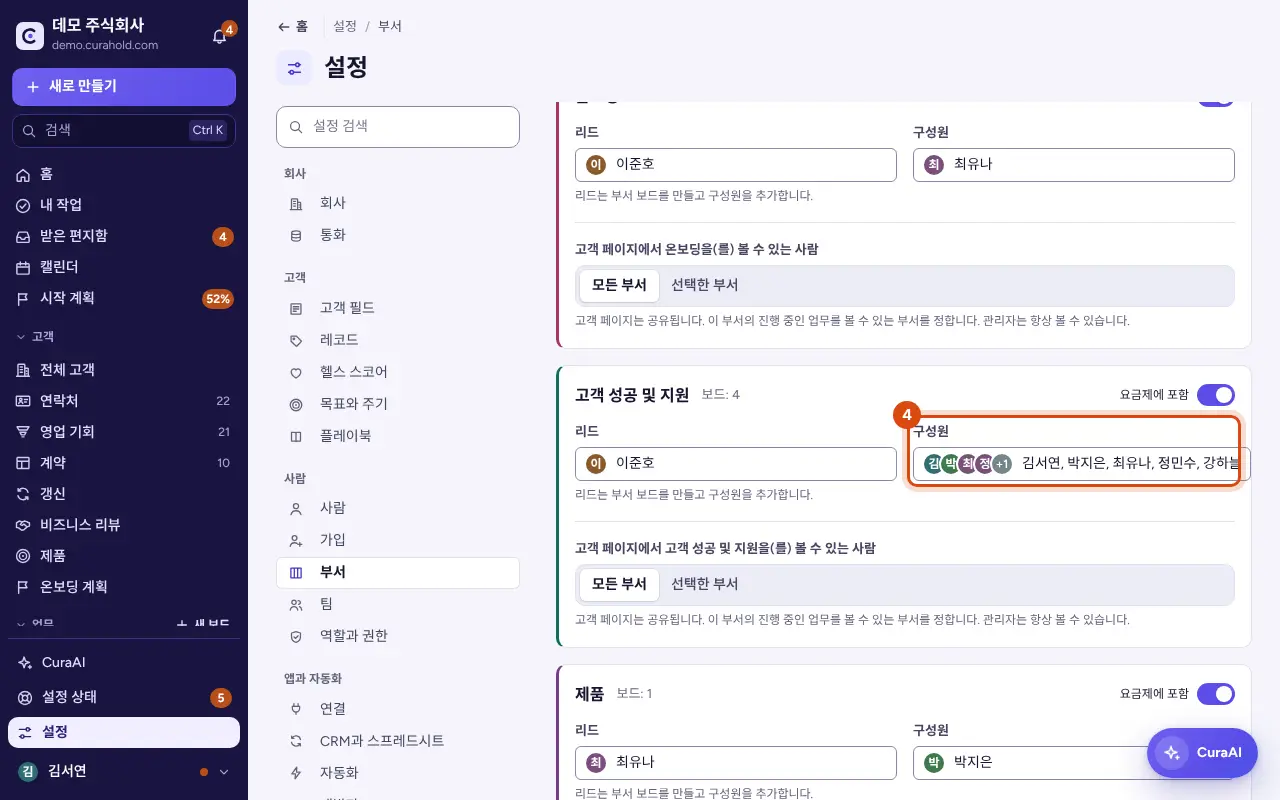 데모 주식회사
demo.curahold.com
4
새로 만들기
검색
Ctrl K
홈
내 작업
받은 편지함
4
캘린더
시작 계획
52%
고객
전체 고객
연락처
22
영업 기회
21
계약
10
갱신
비즈니스 리뷰
제품
온보딩 계획
업무
새 보드
CuraAI
설정 상태
5
설정
김
김서연
홈
설정 / 부서
설정
설정 검색
회사
회사
통화
고객
고객 필드
레코드
헬스 스코어
목표와 주기
플레이북
사람
사람
가입
부서
팀
역할과 권한
앱과 자동화
연결
CRM과 스프레드시트
자동화
리드
구성원
이 이준호
최 최유나
리드는 부서 보드를 만들고 구성원을 추가합니다.
고객 페이지에서 온보딩을(를) 볼 수 있는 사람
모든 부서
선택한 부서
고객 페이지는 공유됩니다. 이 부서의 진행 중인 업무를 볼 수 있는 부서를 정합니다. 관리자는 항상 볼 수 있습니다.
고객 성공 및 지원
보드: 4
요금제에 포함
4
리드
구성원
이 이준호
김 박 최 정 +1 김서연, 박지은, 최유나, 정민수, 강하늘
리드는 부서 보드를 만들고 구성원을 추가합니다.
고객 페이지에서 고객 성공 및 지원을(를) 볼 수 있는 사람
모든 부서
선택한 부서
고객 페이지는 공유됩니다. 이 부서의 진행 중인 업무를 볼 수 있는 부서를 정합니다. 관리자는 항상 볼 수 있습니다.
제품
보드: 1
요금제에 포함
리드
구성원
최 최유나
박 박지은
리드는 부서 보드를 만들고 구성원을 추가합니다.
CuraAI